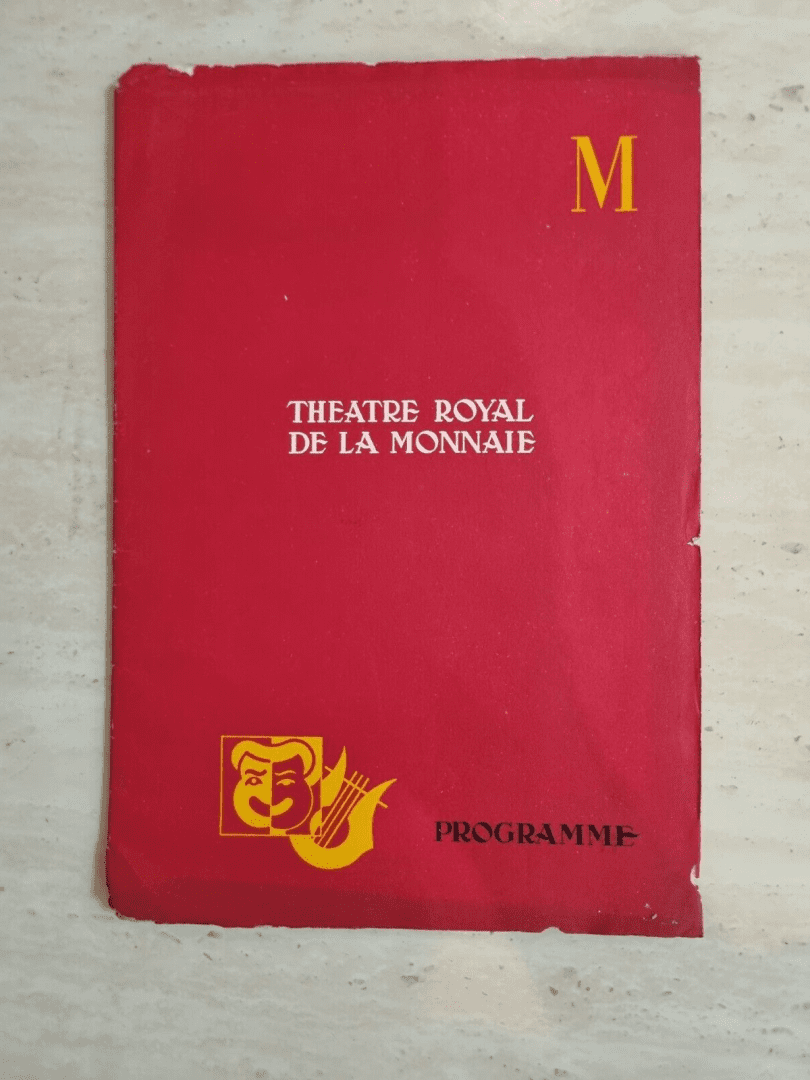 M
THEATRE ROYAL
DE LA MONNAIE
PROGRAMME